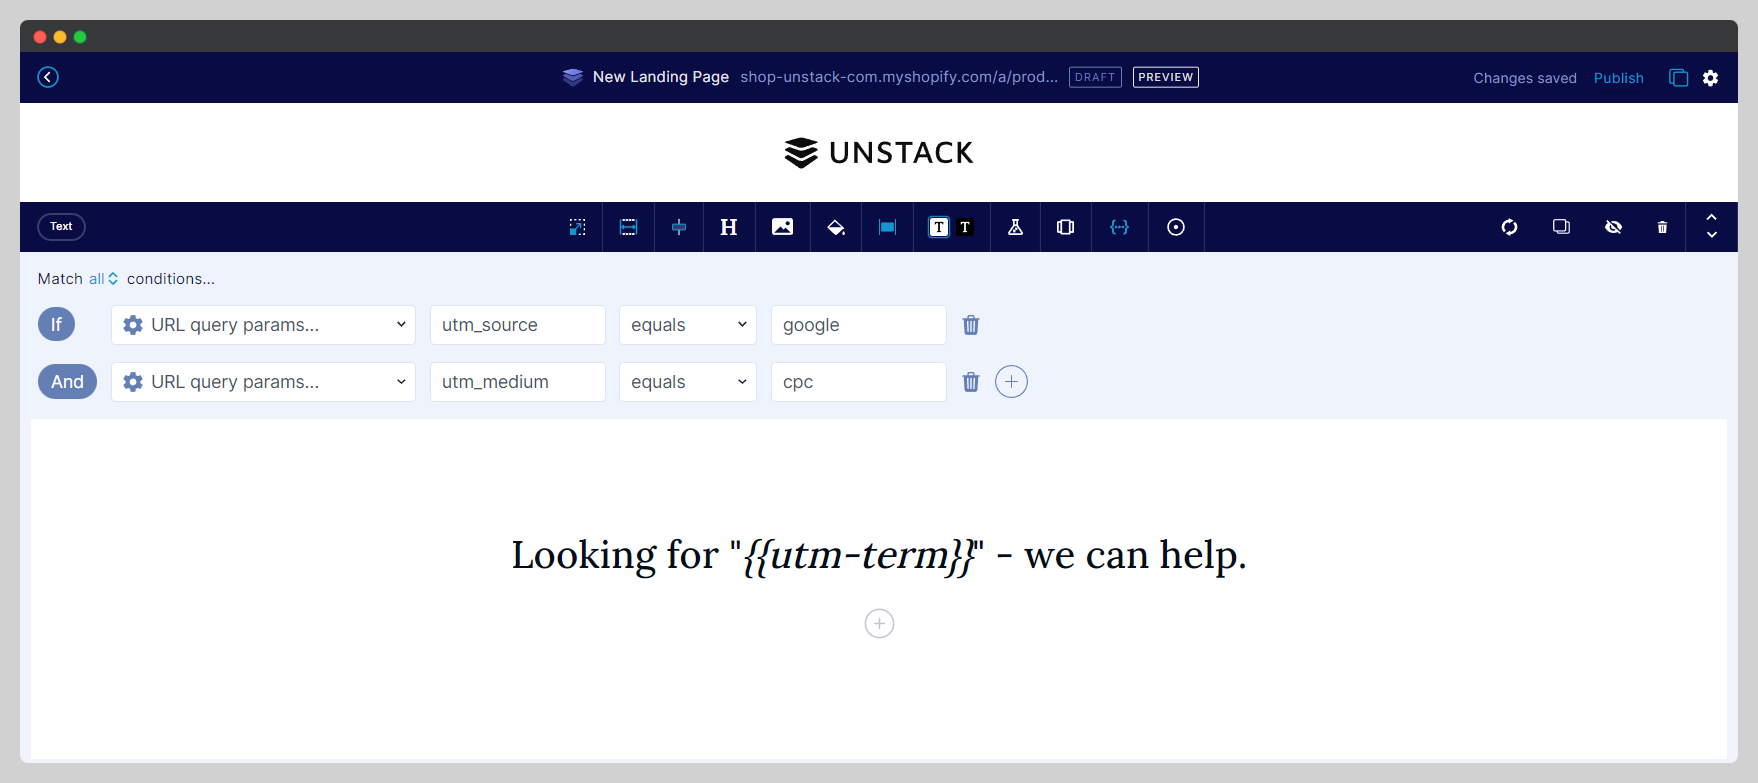 New Landing Page shop-unstack-com.myshopify.com/a/prod... DRAFT PREVIEW Changes saved Publish
UNSTACK
Text H T T
Match all conditions...
If URL query params... utm_source equals google
And URL query params... utm_medium equals cpc
Looking for "{{utm-term}}" - we can help.